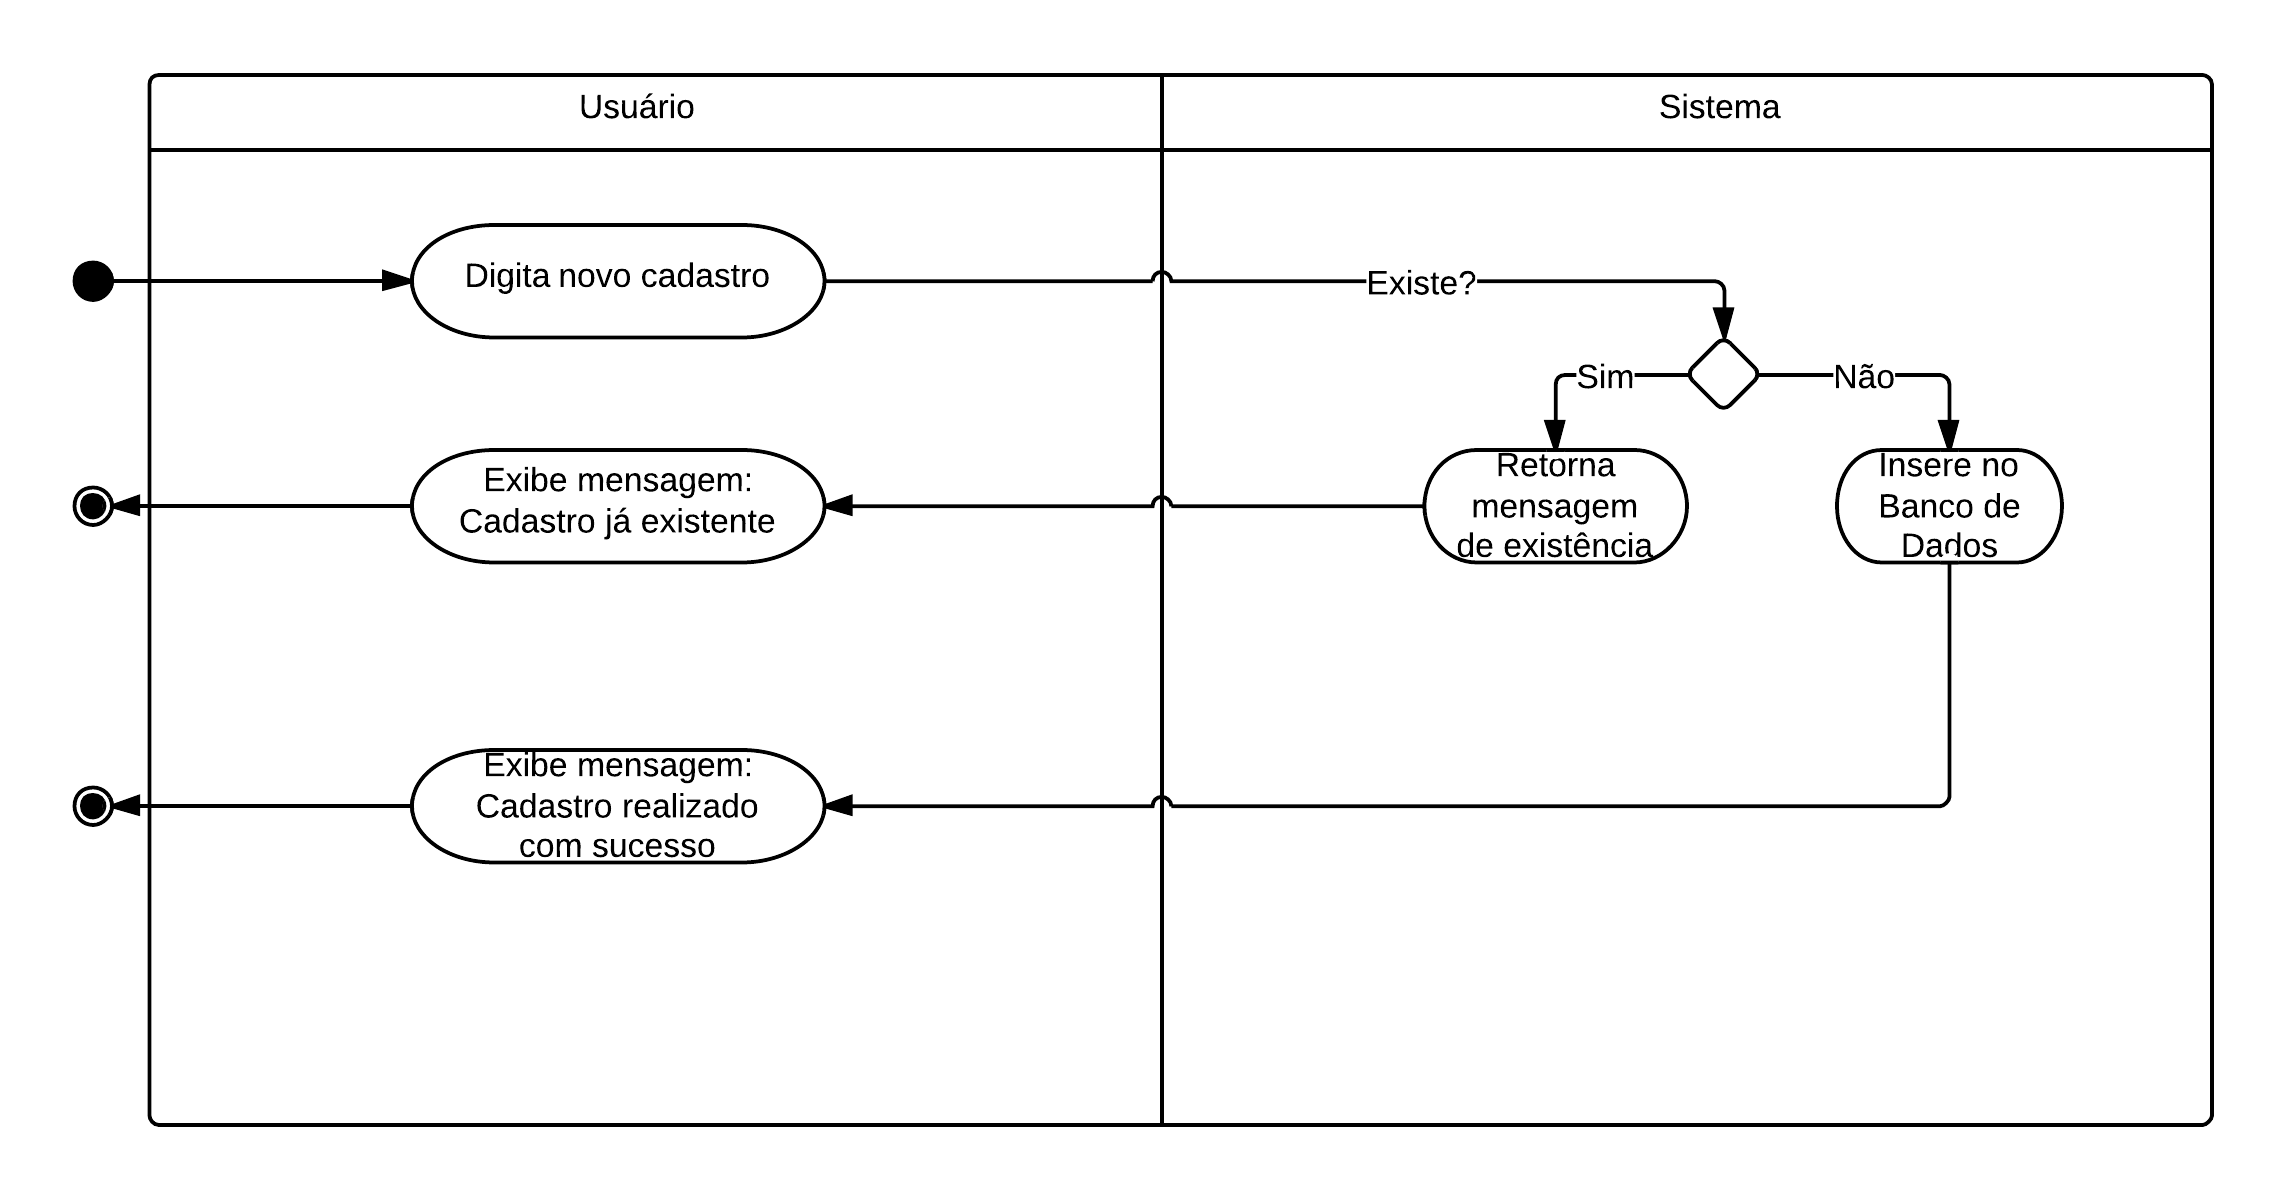 Usuário
Sistema
Digita novo cadastro
Existe?
Sim
Não
Exibe mensagem:
Cadastro já existente
Retorna
mensagem
de existência
Insere no
Banco de
Dados
Exibe mensagem:
Cadastro realizado
com sucesso